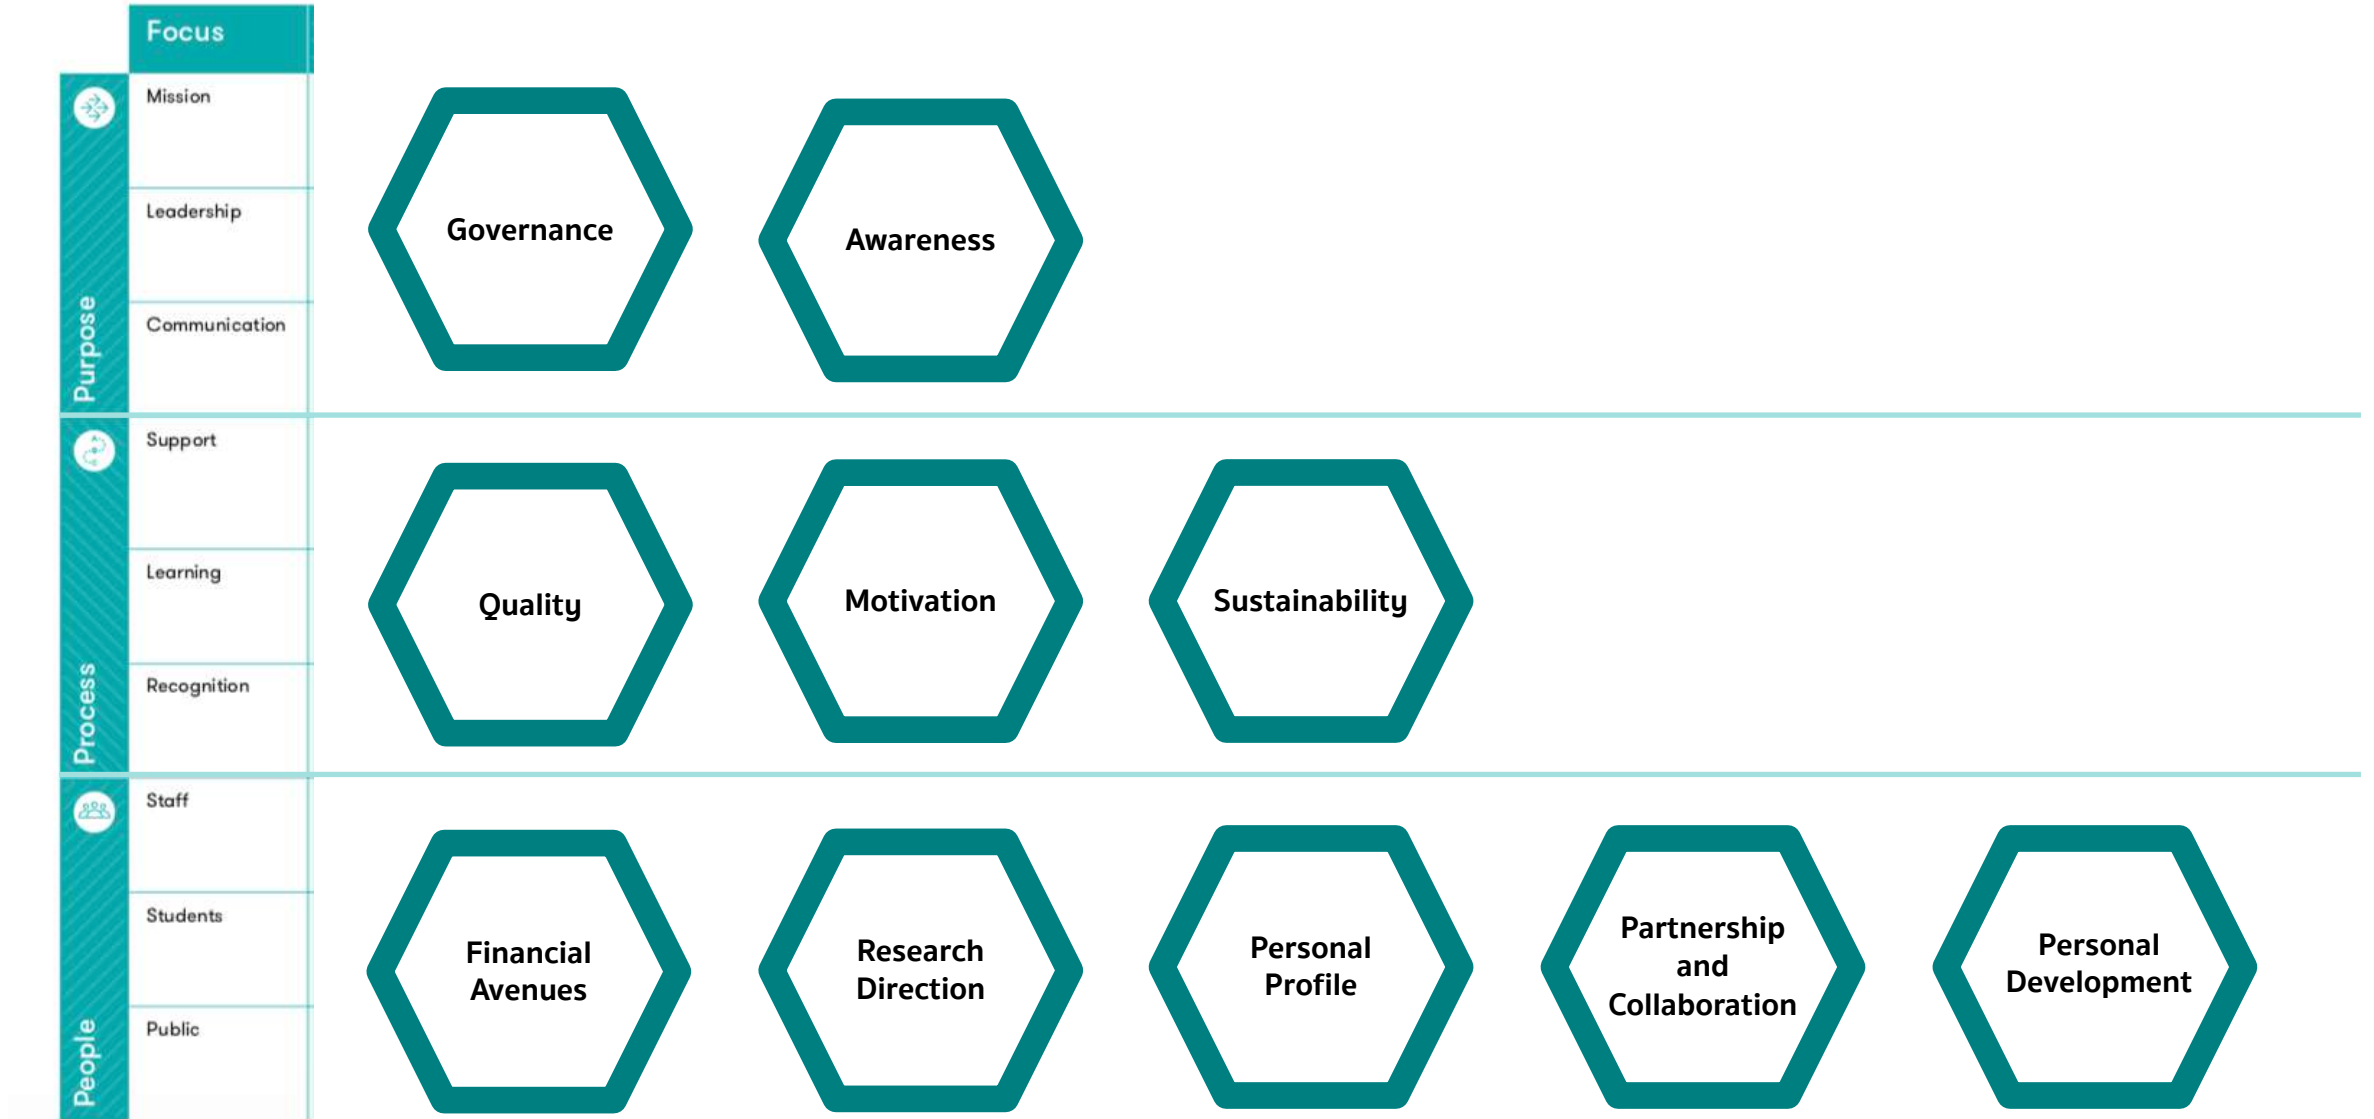 Focus
Purpose
Mission
Leadership
Communication
Governance
Awareness
Process
Support
Learning
Recognition
Quality
Motivation
Sustainability
People
Staff
Students
Public
Financial
Avenues
Research
Direction
Personal
Profile
Partnership
and
Collaboration
Personal
Development